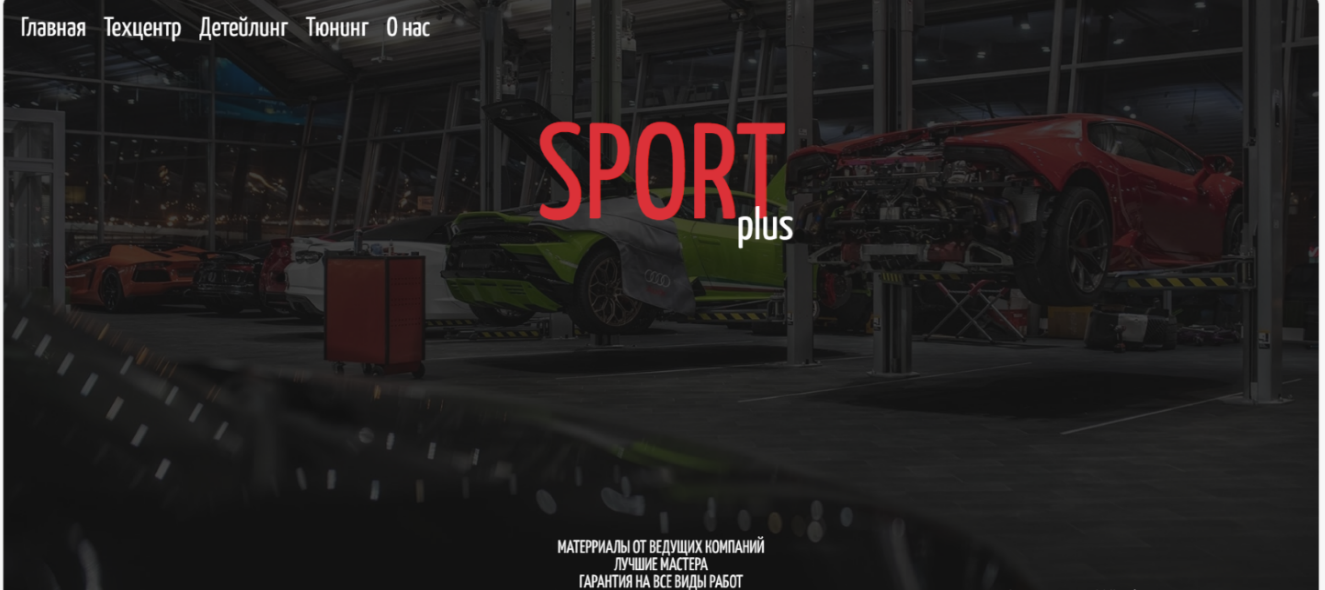 Главная Техцентр Детейлинг Тюнинг О нас
SPORT
plus
МАТЕРРИАЛЫ ОТ ВЕДУЩИХ КОМПАНИЙ
ЛУЧШИЕ МАСТЕРА
ГАРАНТИЯ НА ВСЕ ВИДЫ РАБОТ